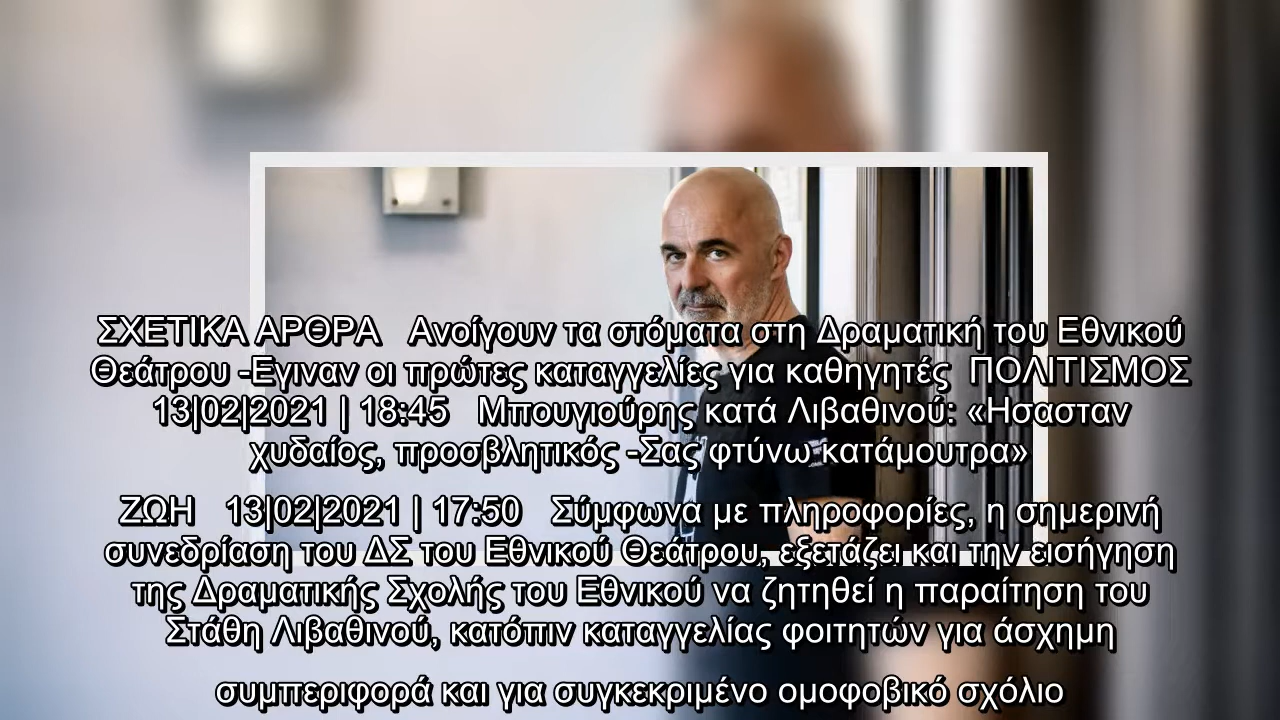 ΣΧΕΤΙΚΑ ΑΡΘΡΑ Ανοίγουν τα στόματα στη Δραματική του Εθνικού
Θεάτρου -Εγιναν οι πρώτες καταγγελίες για καθηγητές ΠΟΛΙΤΙΣΜΟΣ
13|02|2021 | 18:45 Μπουγιούρης κατά Λιβαθινού: «Ησασταν
χυδαίος, προσβλητικός -Σας φτύνω κατάμουτρα»
ΖΩΗ 13|02|2021 | 17:50 Σύμφωνα με πληροφορίες, η σημερινή
συνεδρίαση του ΔΣ του Εθνικού Θεάτρου, εξετάζει και την εισήγηση
της Δραματικής Σχολής του Εθνικού να ζητηθεί η παραίτηση του
Στάθη Λιβαθινού, κατόπιν καταγγελίας φοιτητών για άσχημη
συμπεριφορά και για συγκεκριμένο ομοφοβικό σχόλιο